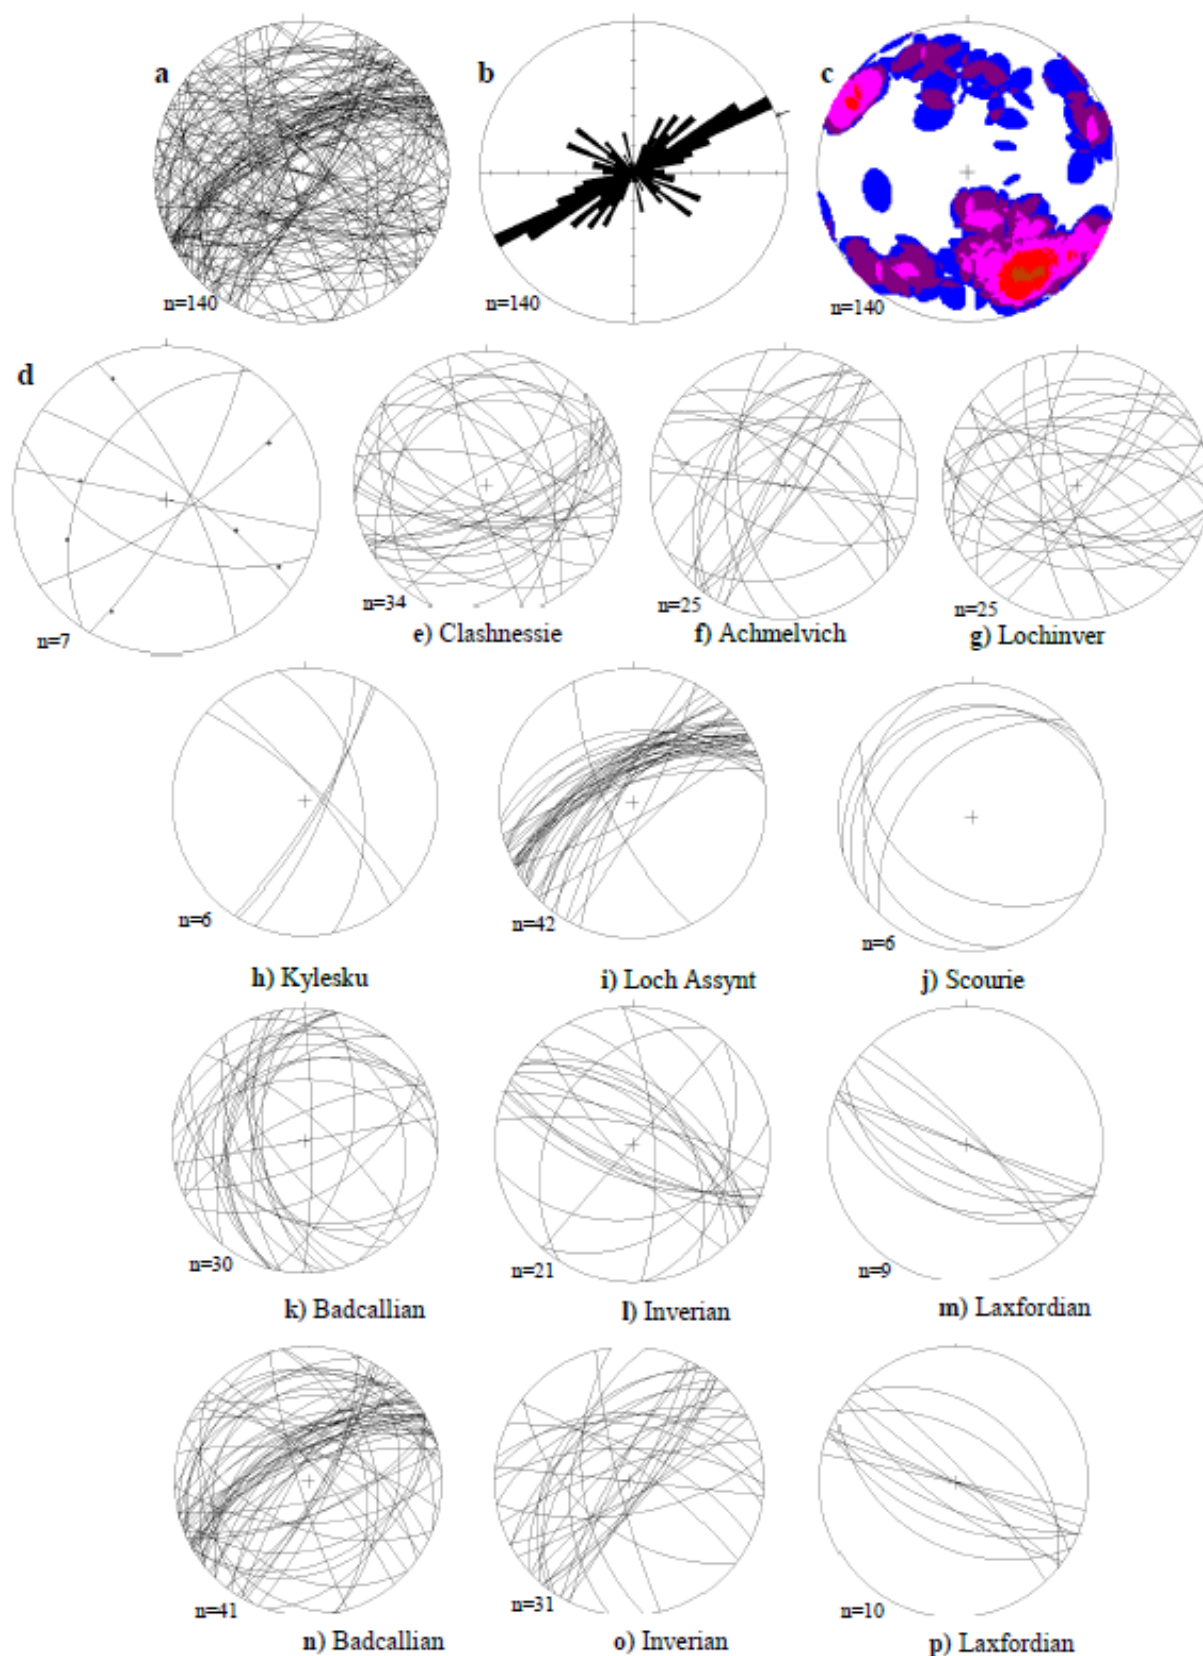 a
b
c
n=140
n=140
n=140
d
n=7
n=34
n=25
n=25
e) Clashnessie
f) Achmelvich
g) Lochinver
n=6
n=42
n=6
h) Kylesku
i) Loch Assynt
j) Scourie
n=30
n=21
n=9
k) Badcallian
l) Inverian
m) Laxfordian
n=41
n=31
n=10
n) Badcallian
o) Inverian
p) Laxfordian